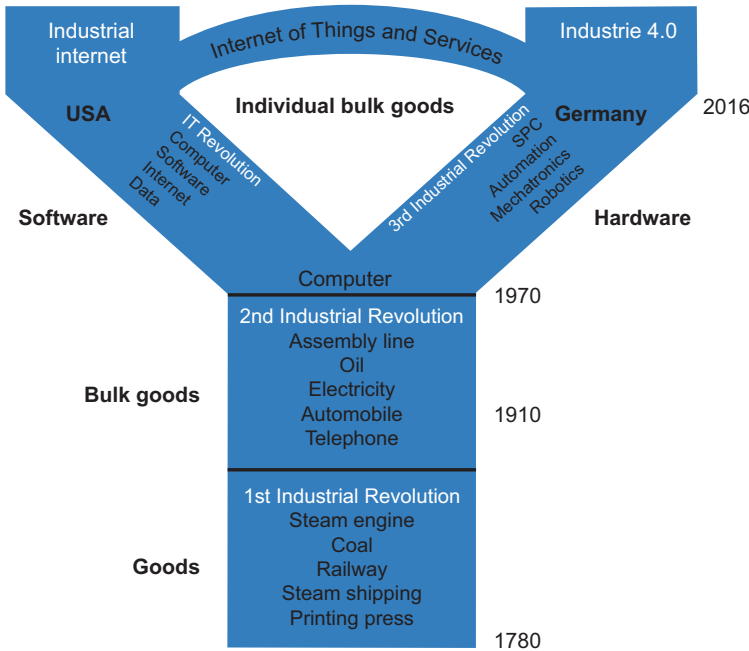 Industrial
internet
Internet of Things and Services
Industrie 4.0
USA
Individual bulk goods
Germany
2016
IT Revolution
Computer
Software
Internet
Data
3rd Industrial Revolution
SPC
Automation
Mechatronics
Robotics
Software
Hardware
Computer
1970
2nd Industrial Revolution
Assembly line
Oil
Electricity
Automobile
Telephone
Bulk goods
1910
1st Industrial Revolution
Steam engine
Coal
Railway
Steam shipping
Printing press
Goods
1780